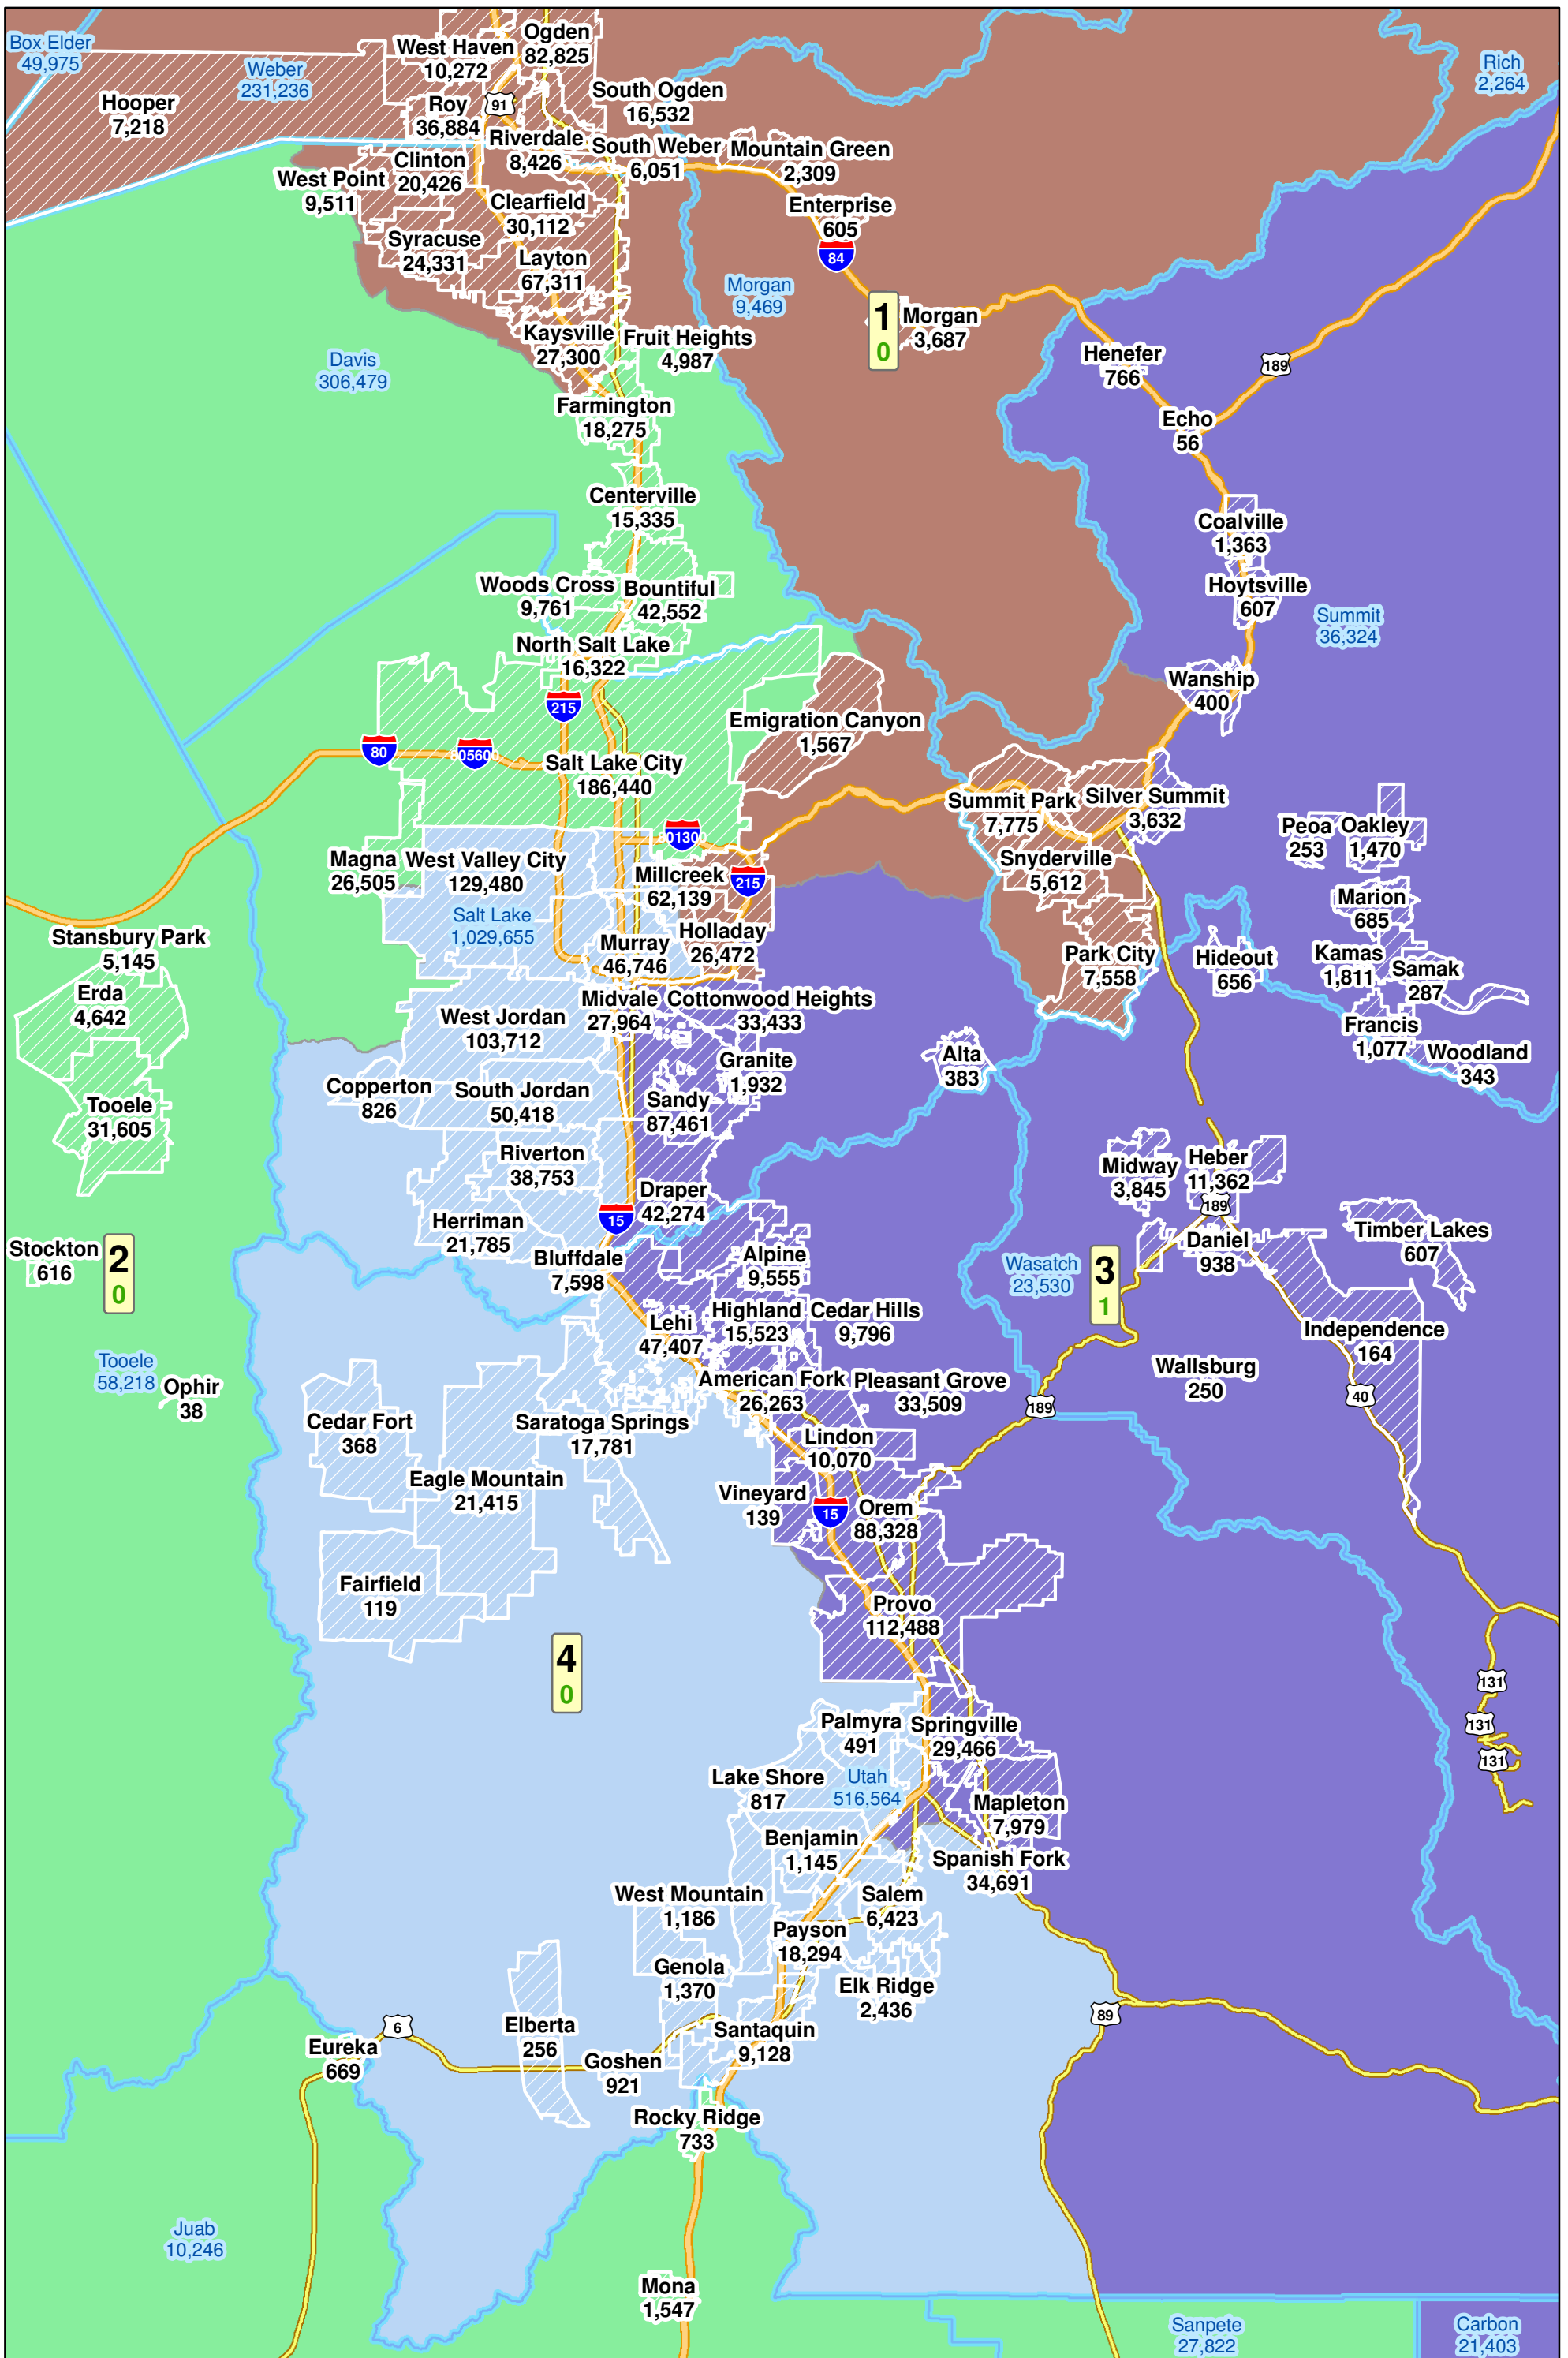 Box Elder
49,975
Weber
231,236
Hooper
7,218
West Haven
10,272
Ogden
82,825
Rich
2,264
Roy
36,884
91
South Ogden
16,532
Riverdale
8,426
South Weber
6,051
Mountain Green
2,309
Clinton
20,426
West Point
9,511
Clearfield
30,112
Enterprise
605
84
Syracuse
24,331
Layton
67,311
Morgan
9,469
1
0
Morgan
3,687
Kaysville
27,300
Fruit Heights
4,987
Davis
306,479
Henefer
766
189
Farmington
18,275
Echo
56
Centerville
15,335
Coalville
1,363
Woods Cross
9,761
Bountiful
42,552
Hoytsville
607
Summit
36,324
North Salt Lake
16,322
Wanship
400
215
Emigration Canyon
1,567
80
05600
Salt Lake City
186,440
Summit Park
7,775
Silver Summit
3,632
Peoa
253
Oakley
1,470
01300
Magna
26,505
West Valley City
129,480
Millcreek
62,139
215
Snyderville
5,612
Marion
685
Salt Lake
1,029,655
Stansbury Park
5,145
Murray
46,746
Holladay
26,472
Park City
7,558
Hideout
656
Kamas
1,811
Samak
287
Erda
4,642
West Jordan
103,712
Midvale
27,964
Cottonwood Heights
33,433
Francis
1,077
Woodland
343
Alta
383
Granite
1,932
Copperton
826
South Jordan
50,418
Sandy
87,461
Tooele
31,605
Riverton
38,753
Midway
3,845
Heber
11,362
189
Draper
42,274
15
Herriman
21,785
Timber Lakes
607
Daniel
938
Stockton
616
2
0
Bluffdale
7,598
Alpine
9,555
Wasatch
23,530
3
1
Highland
15,523
Cedar Hills
9,796
Lehi
47,407
Independence
164
Tooele
58,218
Ophir
38
American Fork
26,263
Pleasant Grove
33,509
Wallsburg
250
40
189
Cedar Fort
368
Saratoga Springs
17,781
Lindon
10,070
Eagle Mountain
21,415
Vineyard
139
15
Orem
88,328
Fairfield
119
Provo
112,488
4
0
131
Palmyra
491
Springville
29,466
131
131
Lake Shore
817
Utah
516,564
Mapleton
7,979
Benjamin
1,145
Spanish Fork
34,691
West Mountain
1,186
Salem
6,423
Payson
18,294
Genola
1,370
Elk Ridge
2,436
89
6
Eureka
669
Elberta
256
Santaquin
9,128
Goshen
921
Rocky Ridge
733
Juab
10,246
Mona
1,547
Sanpete
27,822
Carbon
21,403